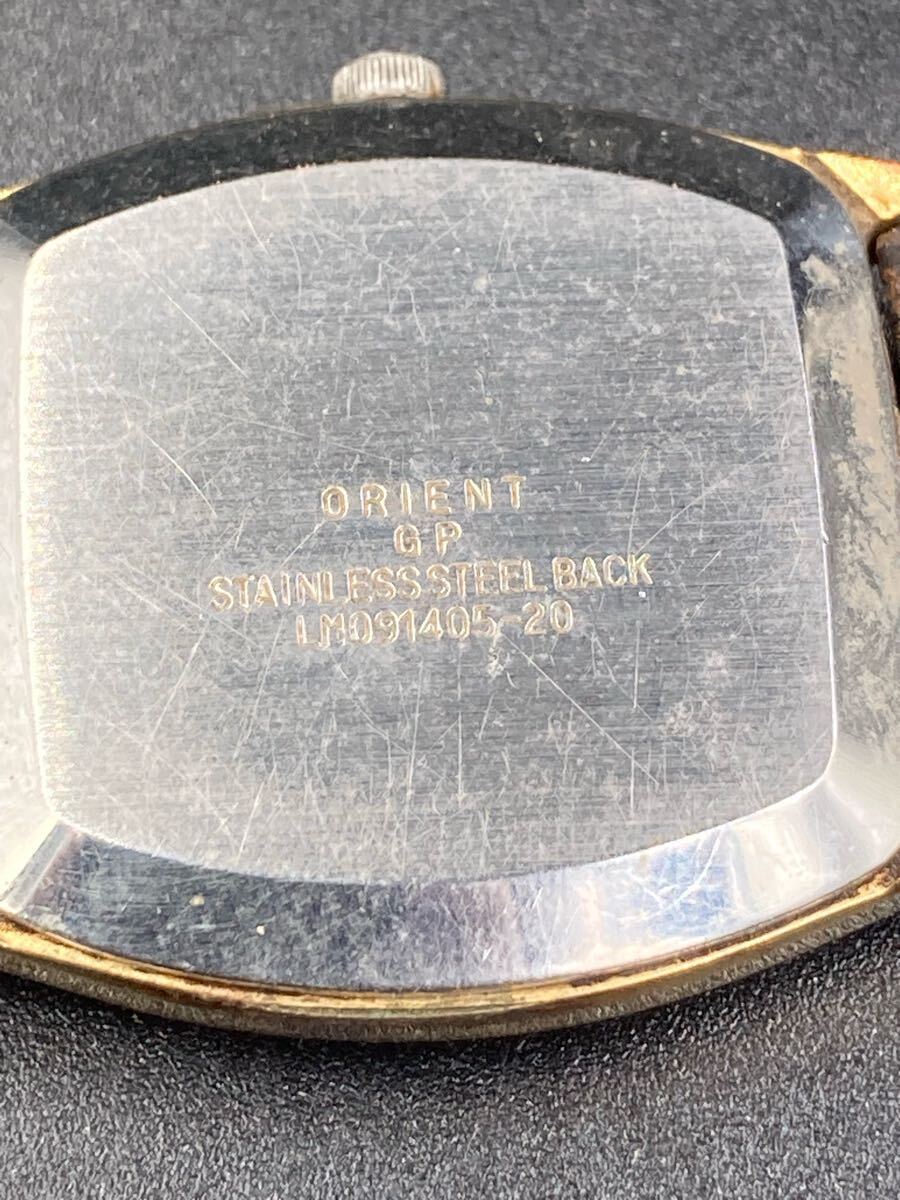 ORIENT
GP
STAINLESS STEEL BACK
LM091405-20